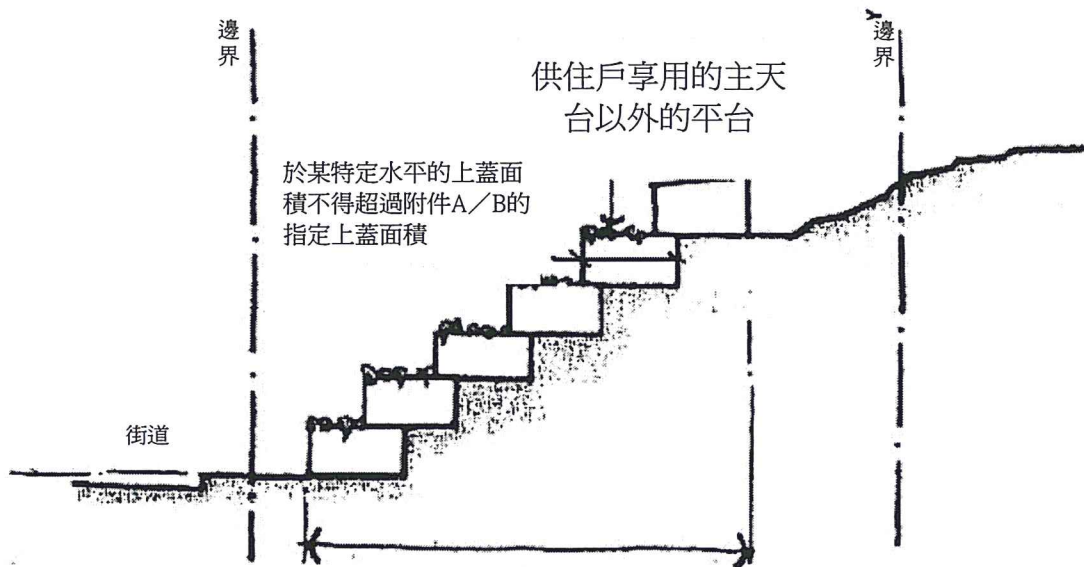 邊界
邊界
供住戶享用的主天
台以外的平台
於某特定水平的上蓋面
積不得超過附件A／B的
指定上蓋面積
街道